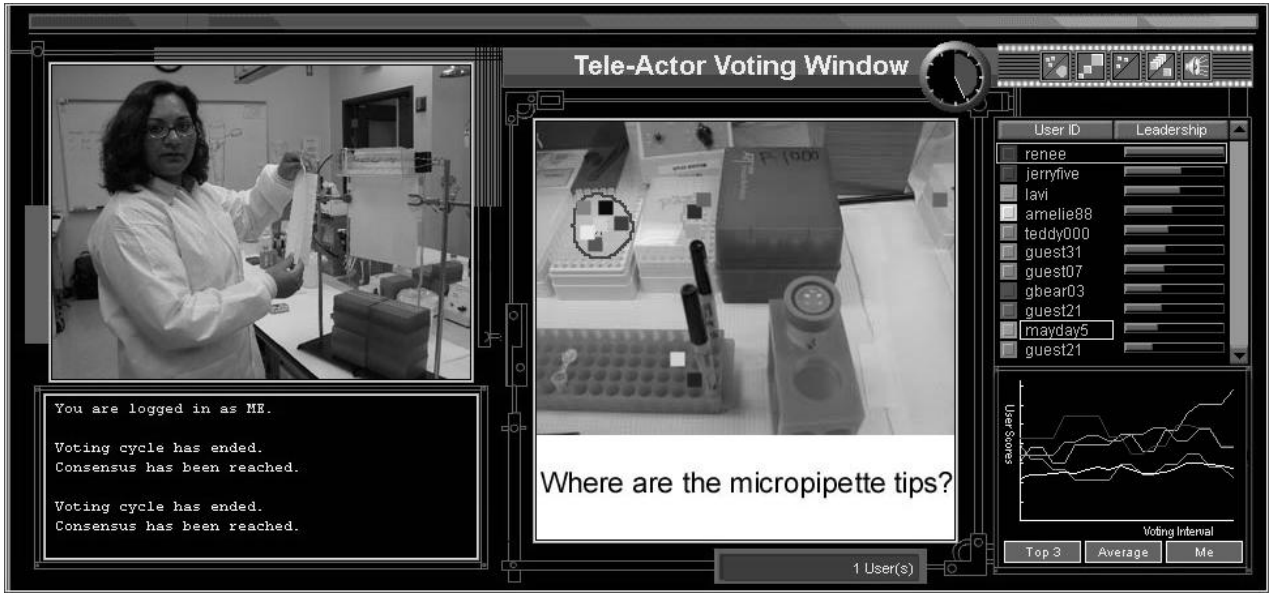 Tele-Actor Voting Window
P-1000
User ID Leadership
renee
jerryfive
lavi
amelie88
teddy000
guest31
guest07
gbear03
guest21
mayday5
guest21
You are logged in as ME.
Voting cycle has ended.
Consensus has been reached.
Voting cycle has ended.
Consensus has been reached.
Where are the micropipette tips?
1 User(s)
User Scores
Voting Interval
Top 3 Average Me